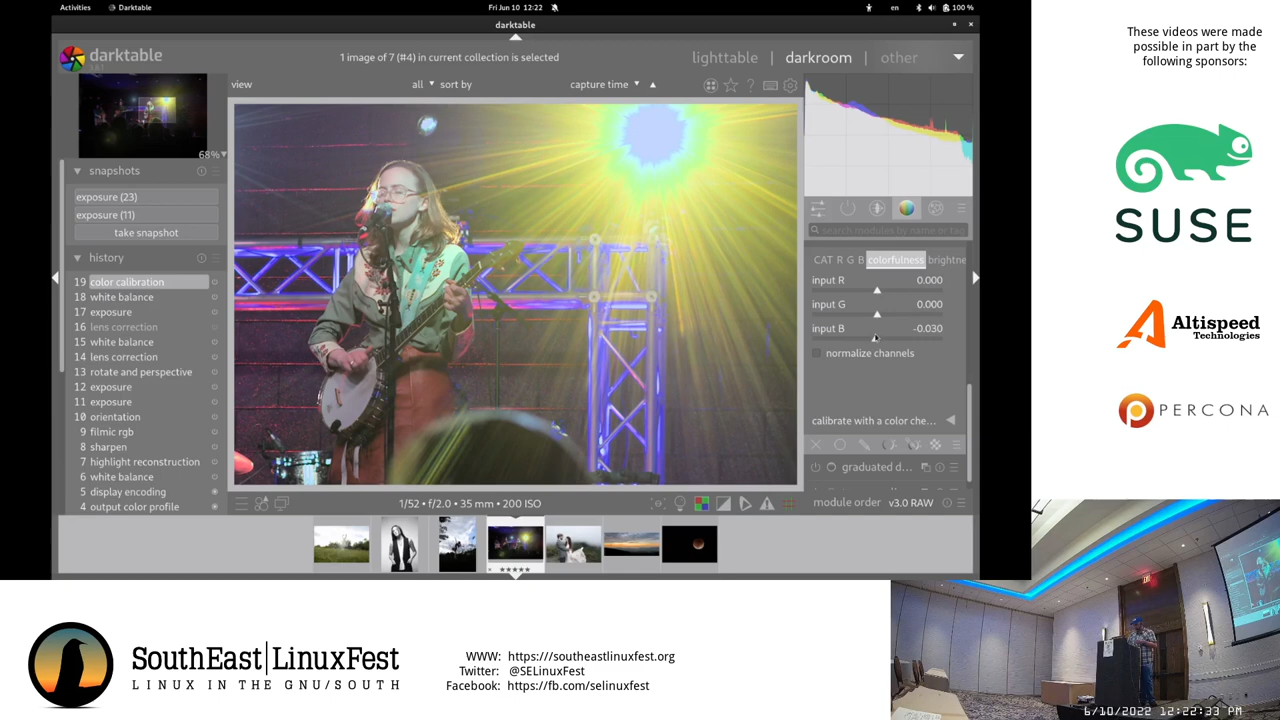 Activities
Darktable
Fri Jun 10 12:22
en
100 %
darktable
darktable
1 image of 7 (#4) in current collection is selected
lighttable | darkroom | other
view
all
sort by
capture time
68%
snapshots
exposure (23)
exposure (11)
take snapshot
history
19 color calibration
18 white balance
17 exposure
16 lens correction
15 white balance
14 lens correction
13 rotate and perspective
12 exposure
11 exposure
10 orientation
9 filmic rgb
8 sharpen
7 highlight reconstruction
6 white balance
5 display encoding
4 output color profile
search modules by name or tag
CAT R G B colorfulness brightne
input R 0.000
input G 0.000
input B -0.030
normalize channels
calibrate with a color che...
graduated d...
module order v3.0 RAW
1/52 • f/2.0 • 35 mm • 200 ISO
These videos were made
possible in part by the
following sponsors:
SUSE
Altispeed
Technologies
PERCONA
SouthEast LinuxFest
LINUX IN THE GNU/SOUTH
WWW: https:///southeastlinuxfest.org
Twitter: @SELinuxFest
Facebook: https://fb.com/selinuxfest
6/10/2022 12:22:33 PM